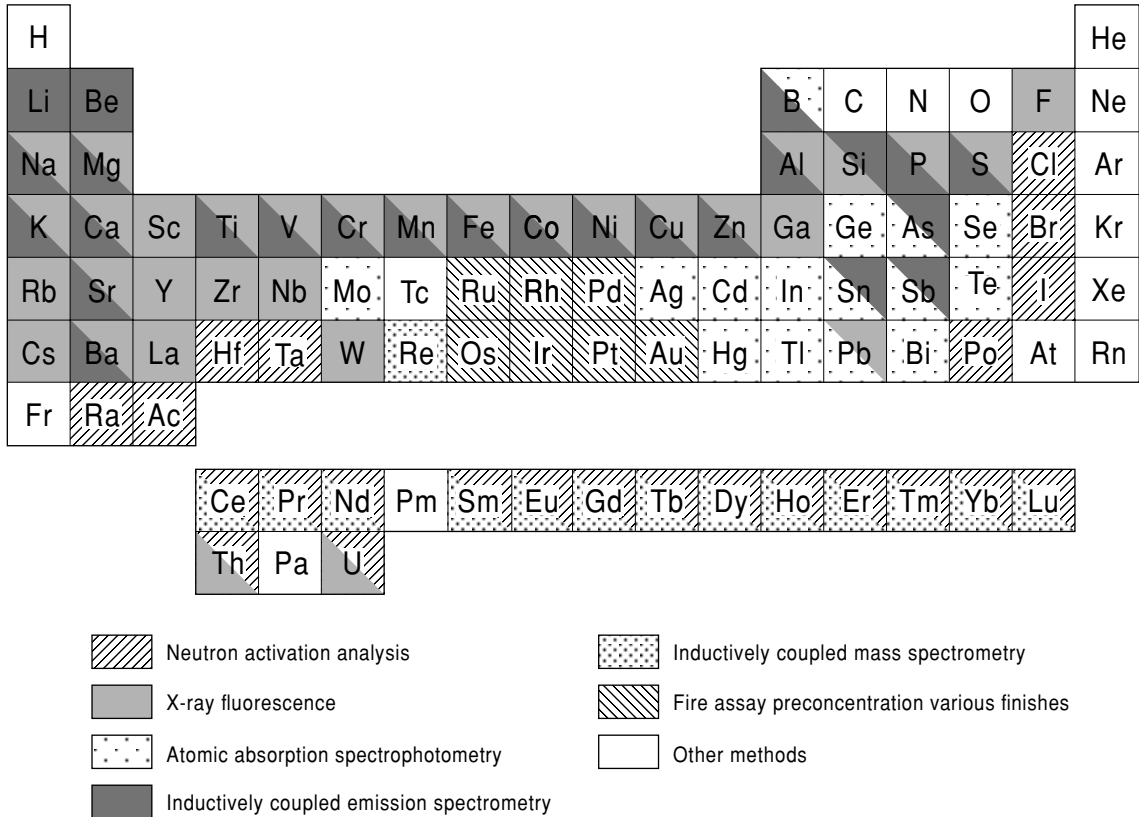 H He
Li Be B C N O F Ne
Na Mg Al Si P S Cl Ar
K Ca Sc Ti V Cr Mn Fe Co Ni Cu Zn Ga Ge As Se Br Kr
Rb Sr Y Zr Nb Mo Tc Ru Rh Pd Ag Cd In Sn Sb Te I Xe
Cs Ba La Hf Ta W Re Os Ir Pt Au Hg Tl Pb Bi Po At Rn
Fr Ra Ac
Ce Pr Nd Pm Sm Eu Gd Tb Dy Ho Er Tm Yb Lu
Th Pa U
Neutron activation analysis
X-ray fluorescence
Atomic absorption spectrophotometry
Inductively coupled emission spectrometry
Inductively coupled mass spectrometry
Fire assay preconcentration various finishes
Other methods